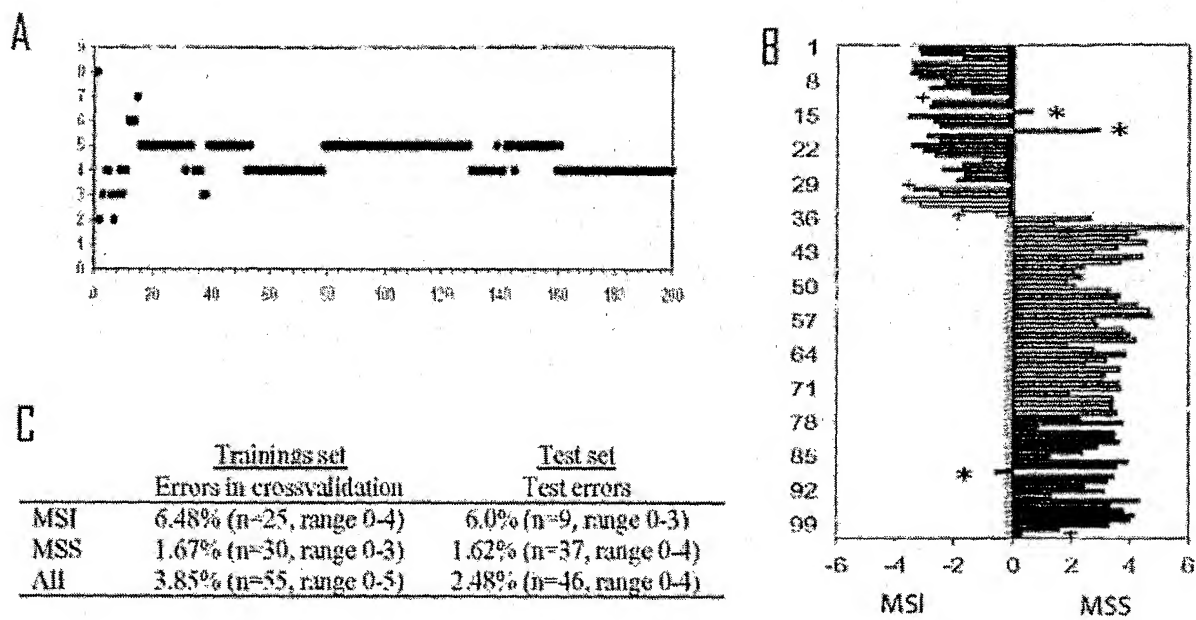 A
9
8
7
6
5
4
3
2
1
0
0 20 40 60 80 100 120 140 160 180 200
B
1
8
15
22
29
36
43
50
57
64
71
78
85
92
99
+
*
*
+
+
*
+
-6 -4 -2 0 2 4 6
MSI MSS
C
Trainings set Test set
Errors in crossvalidation Test errors
MSI 6.48% (n=25, range 0-4) 6.0% (n=9, range 0-3)
MSS 1.67% (n=30, range 0-3) 1.62% (n=37, range 0-4)
All 3.85% (n=55, range 0-5) 2.48% (n=46, range 0-4)